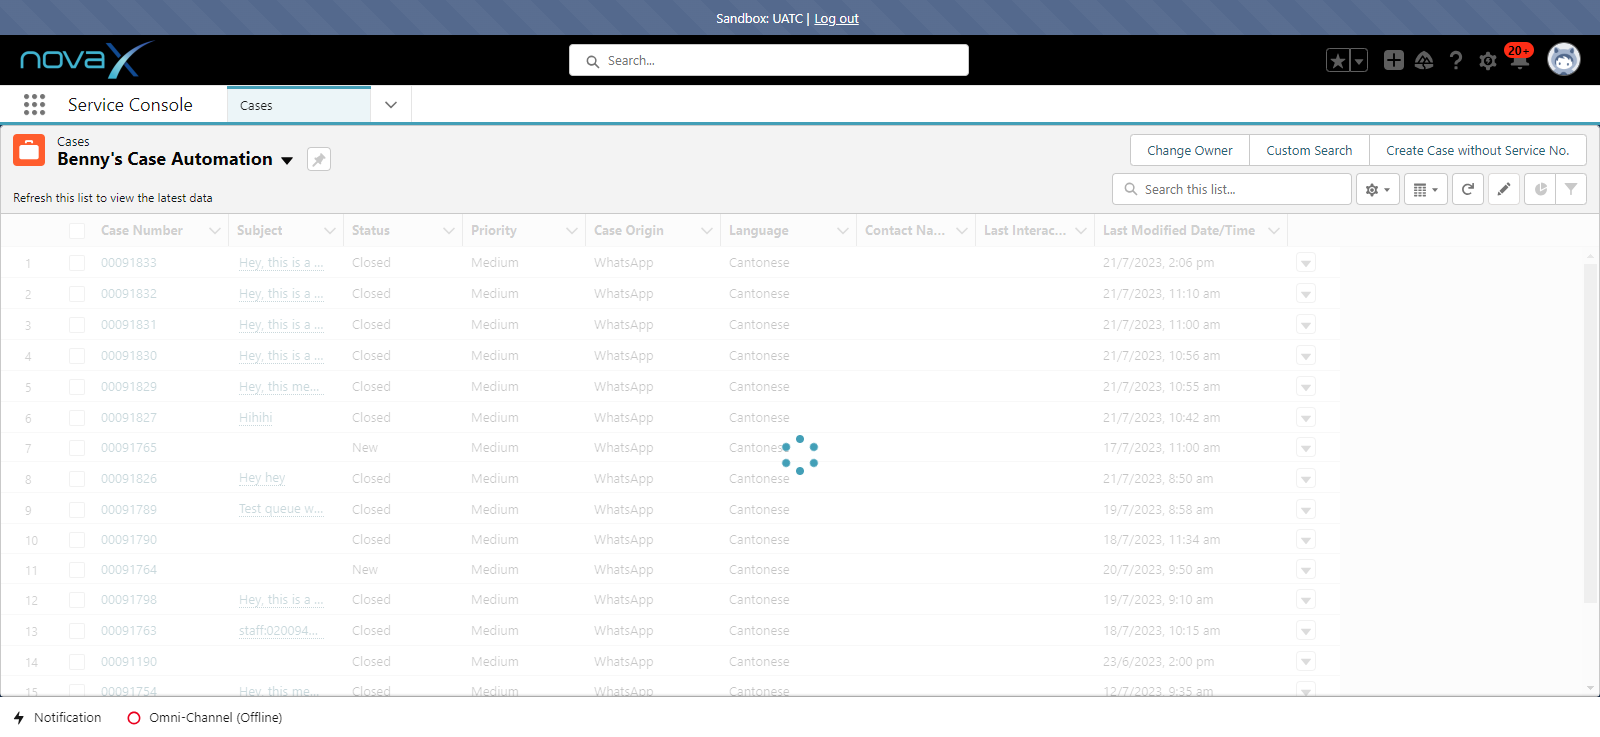 Sandbox: UATC | Log out
novaX
Search...
20+
Service Console
Cases
Cases
Benny's Case Automation
Change Owner
Custom Search
Create Case without Service No.
Refresh this list to view the latest data
Search this list...
Case Number Subject Status Priority Case Origin Language Contact Na... Last Interac... Last Modified Date/Time
1 00091833 Hey, this is a ... Closed Medium WhatsApp Cantonese 21/7/2023, 2:06 pm
2 00091832 Hey, this is a ... Closed Medium WhatsApp Cantonese 21/7/2023, 11:10 am
3 00091831 Hey, this is a ... Closed Medium WhatsApp Cantonese 21/7/2023, 11:00 am
4 00091830 Hey, this is a ... Closed Medium WhatsApp Cantonese 21/7/2023, 10:56 am
5 00091829 Hey, this me... Closed Medium WhatsApp Cantonese 21/7/2023, 10:55 am
6 00091827 Hihihi Closed Medium WhatsApp Cantonese 21/7/2023, 10:42 am
7 00091765 New Medium WhatsApp Cantonese 17/7/2023, 11:00 am
8 00091826 Hey hey Closed Medium WhatsApp Cantonese 21/7/2023, 8:50 am
9 00091789 Test queue w... Closed Medium WhatsApp Cantonese 19/7/2023, 8:58 am
10 00091790 Closed Medium WhatsApp Cantonese 18/7/2023, 11:34 am
11 00091764 New Medium WhatsApp Cantonese 20/7/2023, 9:50 am
12 00091798 Hey, this is a ... Closed Medium WhatsApp Cantonese 19/7/2023, 9:10 am
13 00091763 staff:020094... Closed Medium WhatsApp Cantonese 18/7/2023, 10:15 am
14 00091190 Closed Medium WhatsApp Cantonese 23/6/2023, 2:00 pm
15 00091754 Hey, this me... Closed Medium WhatsApp Cantonese 12/7/2023, 9:35 am
Notification
Omni-Channel (Offline)